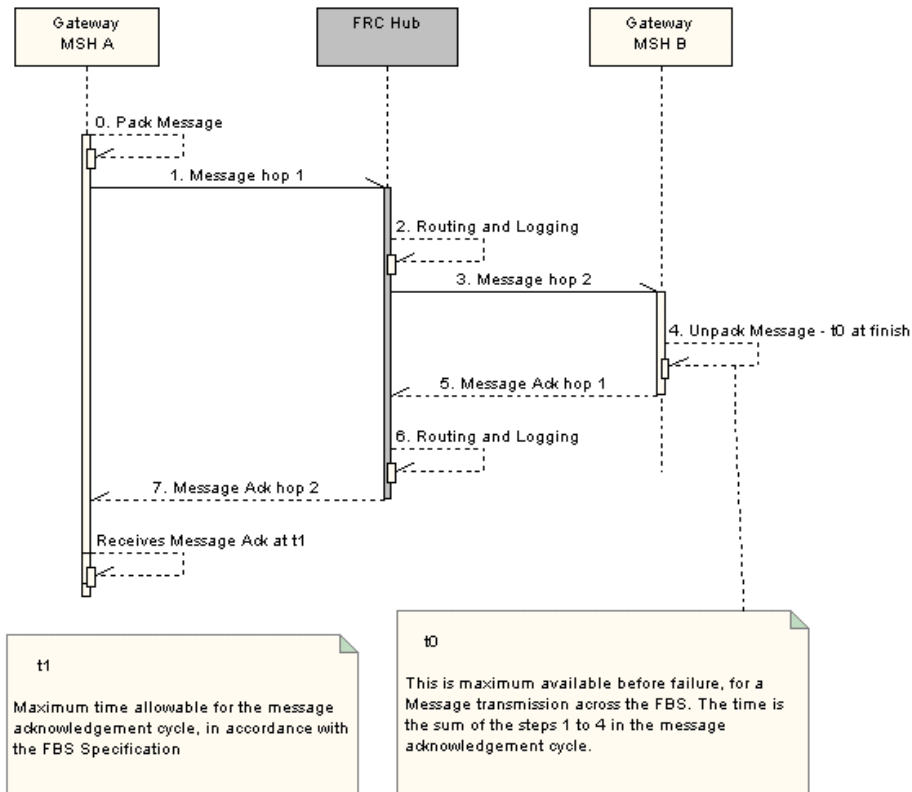 Gateway
MSH A
FRC Hub
Gateway
MSH B
0. Pack Message
1. Message hop 1
2. Routing and Logging
3. Message hop 2
4. Unpack Message - t0 at finish
5. Message Ack hop 1
6. Routing and Logging
7. Message Ack hop 2
Receives Message Ack at t1
t1
Maximum time allowable for the message
acknowledgement cycle, in accordance with
the FBS Specification
t0
This is maximum available before failure, for a
Message transmission across the FBS. The time is
the sum of the steps 1 to 4 in the message
acknowledgement cycle.